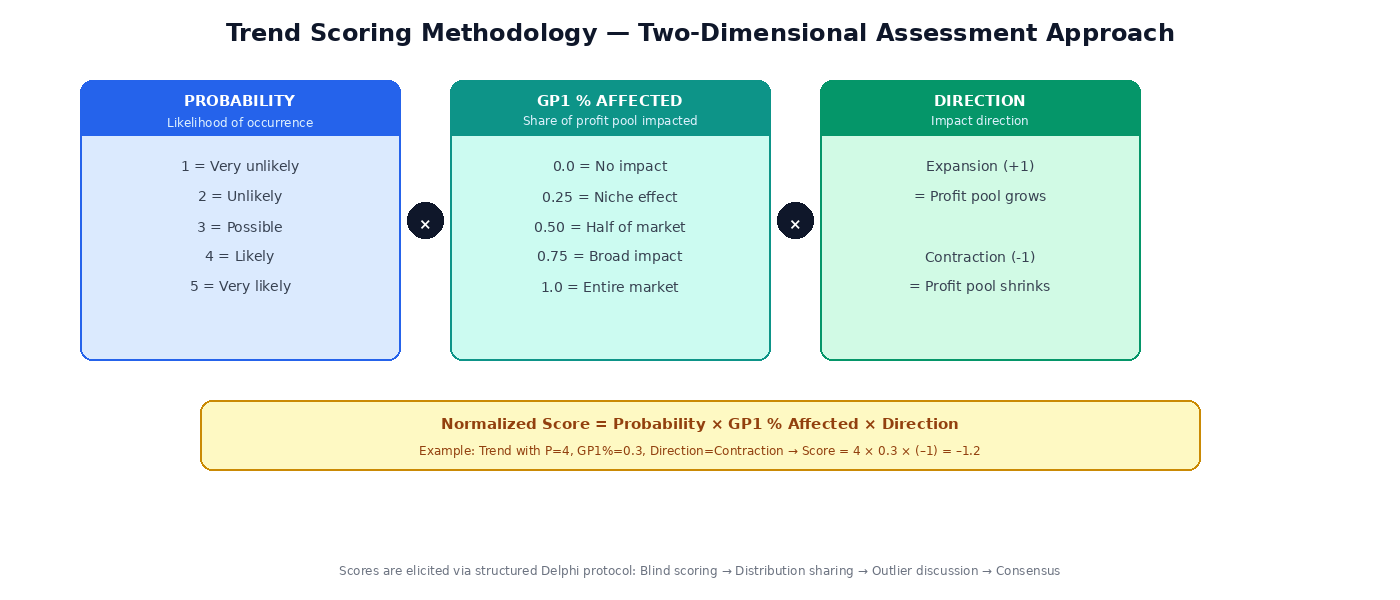 Trend Scoring Methodology — Two-Dimensional Assessment Approach
PROBABILITY
Likelihood of occurrence
1 = Very unlikely
2 = Unlikely
3 = Possible
4 = Likely
5 = Very likely
×
GP1 % AFFECTED
Share of profit pool impacted
0.0 = No impact
0.25 = Niche effect
0.50 = Half of market
0.75 = Broad impact
1.0 = Entire market
×
DIRECTION
Impact direction
Expansion (+1)
= Profit pool grows
Contraction (-1)
= Profit pool shrinks
Normalized Score = Probability × GP1 % Affected × Direction
Example: Trend with P=4, GP1%=0.3, Direction=Contraction → Score = 4 × 0.3 × (–1) = –1.2
Scores are elicited via structured Delphi protocol: Blind scoring → Distribution sharing → Outlier discussion → Consensus